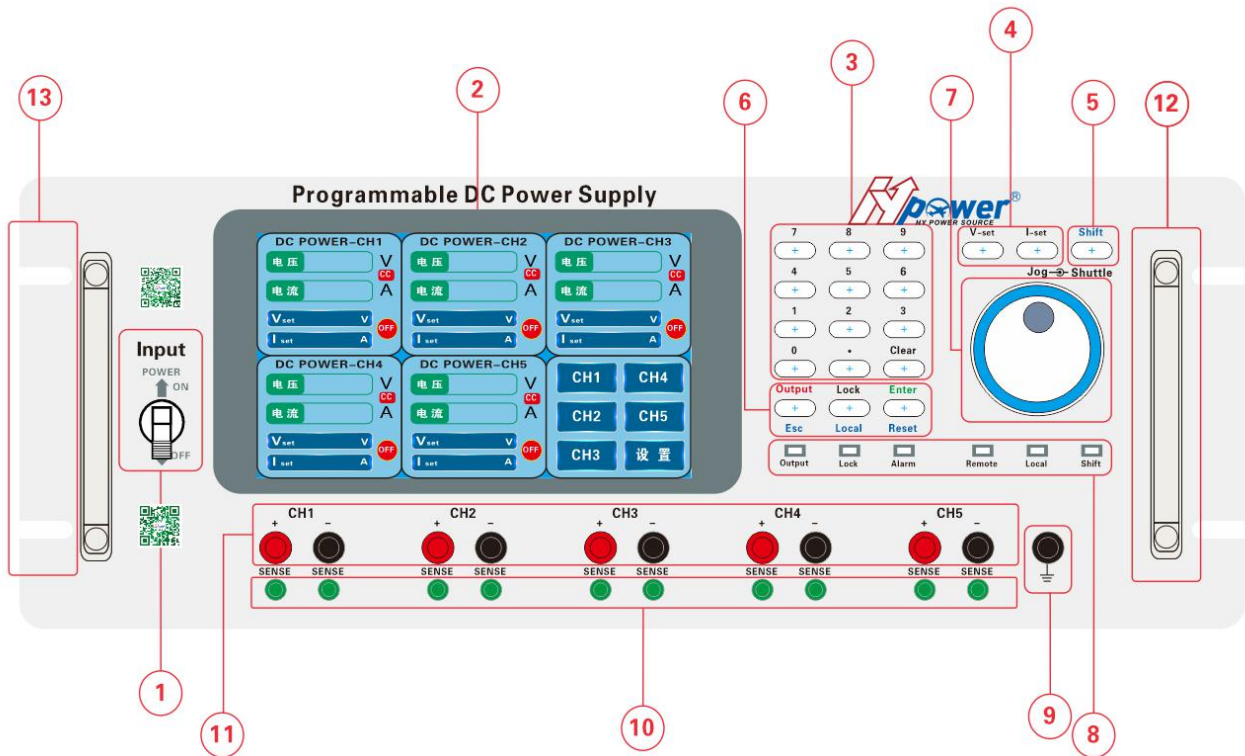 4
3
13
2
6
7
5
12
Programmable DC Power Supply
HYpower®
HY POWER SOURCE
7 8 9
V-set I-set
Shift
4 5 6
Jog Shuttle
1 2 3
0 . Clear
Output Lock Enter
Esc Local Reset
Output Lock Alarm Remote Local Shift
Input
POWER
ON
OFF
DC POWER-CH1 DC POWER-CH2 DC POWER-CH3
电压 V 电压 V 电压 V
CC CC CC
电流 A 电流 A 电流 A
Vset V Vset V Vset V
OFF OFF OFF
I set A I set A I set A
DC POWER-CH4 DC POWER-CH5
电压 V 电压 V
CC CC
电流 A 电流 A
Vset V Vset V
OFF OFF
I set A I set A
CH1 CH4
CH2 CH5
CH3 设置
CH1 CH2 CH3 CH4 CH5
+ − + − + − + − + −
SENSE SENSE SENSE SENSE SENSE SENSE SENSE SENSE SENSE SENSE
1
11
10
9
8